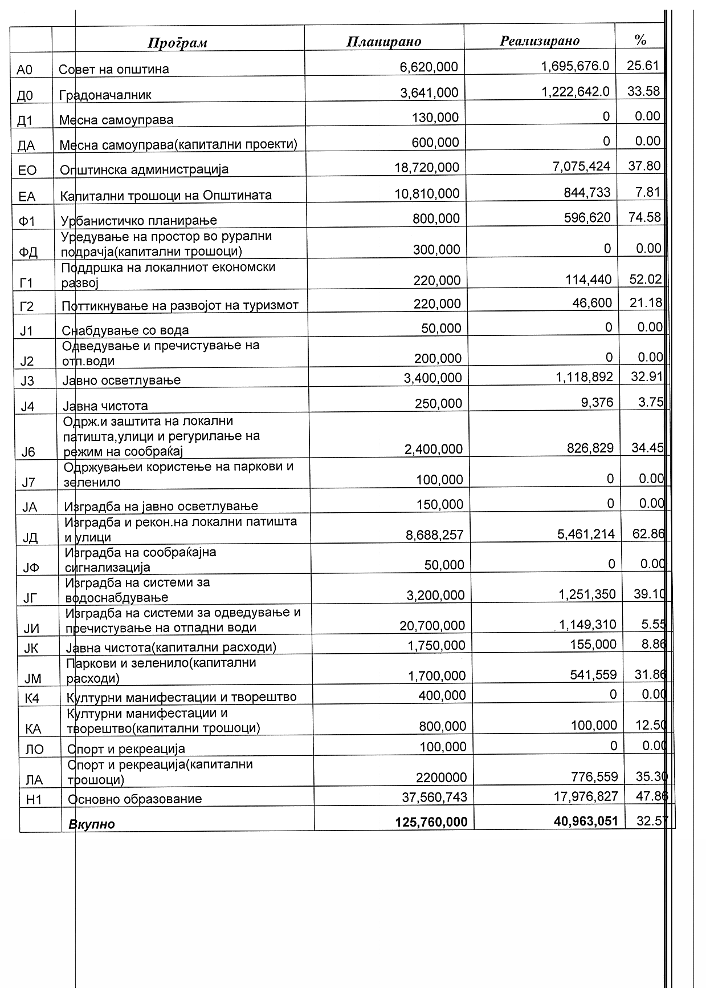 Програм Планирано Реализирано %
А0 Совет на општина 6,620,000 1,695,676.0 25.61
Д0 Градоначалник 3,641,000 1,222,642.0 33.58
Д1 Месна самоуправа 130,000 0 0.00
ДА Месна самоуправа(капитални проекти) 600,000 0 0.00
ЕО Општинска администрација 18,720,000 7,075,424 37.80
ЕА Капитални трошоци на Општината 10,810,000 844,733 7.81
Ф1 Урбанистичко планирање 800,000 596,620 74.58
Уредување на простор во рурални
ФД подрачја(капитални трошоци) 300,000 0 0.00
Поддршка на локалниот економски
Г1 развој 220,000 114,440 52.02
Г2 Поттикнување на развојот на туризмот 220,000 46,600 21.18
Ј1 Снабдување со вода 50,000 0 0.00
Одведување и пречистување на
Ј2 отп.води 200,000 0 0.00
Ј3 Јавно осветлување 3,400,000 1,118,892 32.91
Ј4 Јавна чистота 250,000 9,376 3.75
Одрж.и заштита на локални
патишта,улици и регурилање на
Ј6 режим на сообраќај 2,400,000 826,829 34.45
Одржувањеи користење на паркови и
Ј7 зеленило 100,000 0 0.00
ЈА Изградба на јавно осветлување 150,000 0 0.00
Изградба и рекон.на локални патишта
ЈД и улици 8,688,257 5,461,214 62.86
Изградба на сообраќајна
ЈФ сигнализација 50,000 0 0.00
Изградба на системи за
ЈГ водоснабдување 3,200,000 1,251,350 39.10
Изградба на системи за одведување и
ЈИ пречистување на отпадни води 20,700,000 1,149,310 5.55
ЈК Јавна чистота(капитални расходи) 1,750,000 155,000 8.86
Паркови и зеленило(капитални
ЈМ расходи) 1,700,000 541,559 31.86
К4 Културни манифестации и творештво 400,000 0 0.00
Културни манифестации и
КА творештво(капитални трошоци) 800,000 100,000 12.50
ЛО Спорт и рекреација 100,000 0 0.00
Спорт и рекреација(капитални
ЛА трошоци) 2200000 776,559 35.30
Н1 Основно образование 37,560,743 17,976,827 47.86
Вкупно 125,760,000 40,963,051 32.57